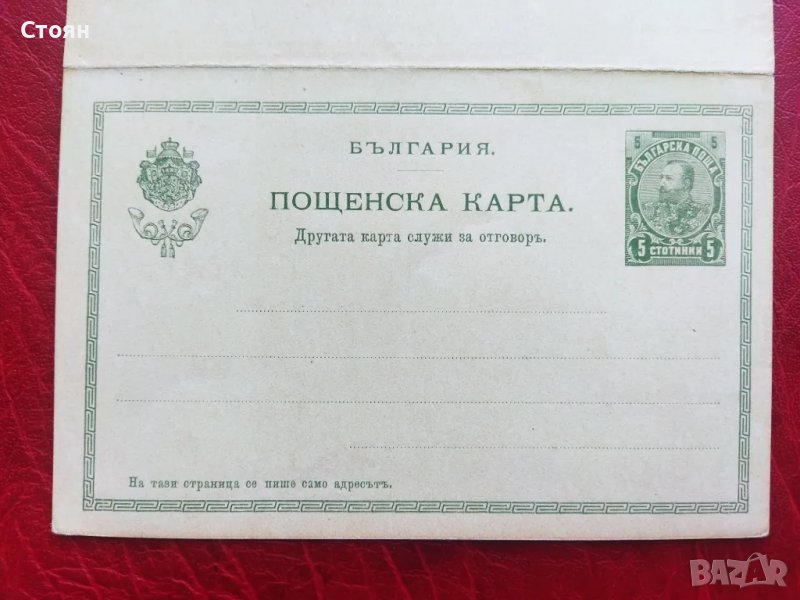 Стоян
БЪЛГАРИЯ.
ПОЩЕНСКА КАРТА.
Другата карта служи за отговоръ.
5 5
БЪЛГАРСКА ПОЩА
5 СТОТИНКИ 5
На тази страница се пише само адресътъ.
BAZAR